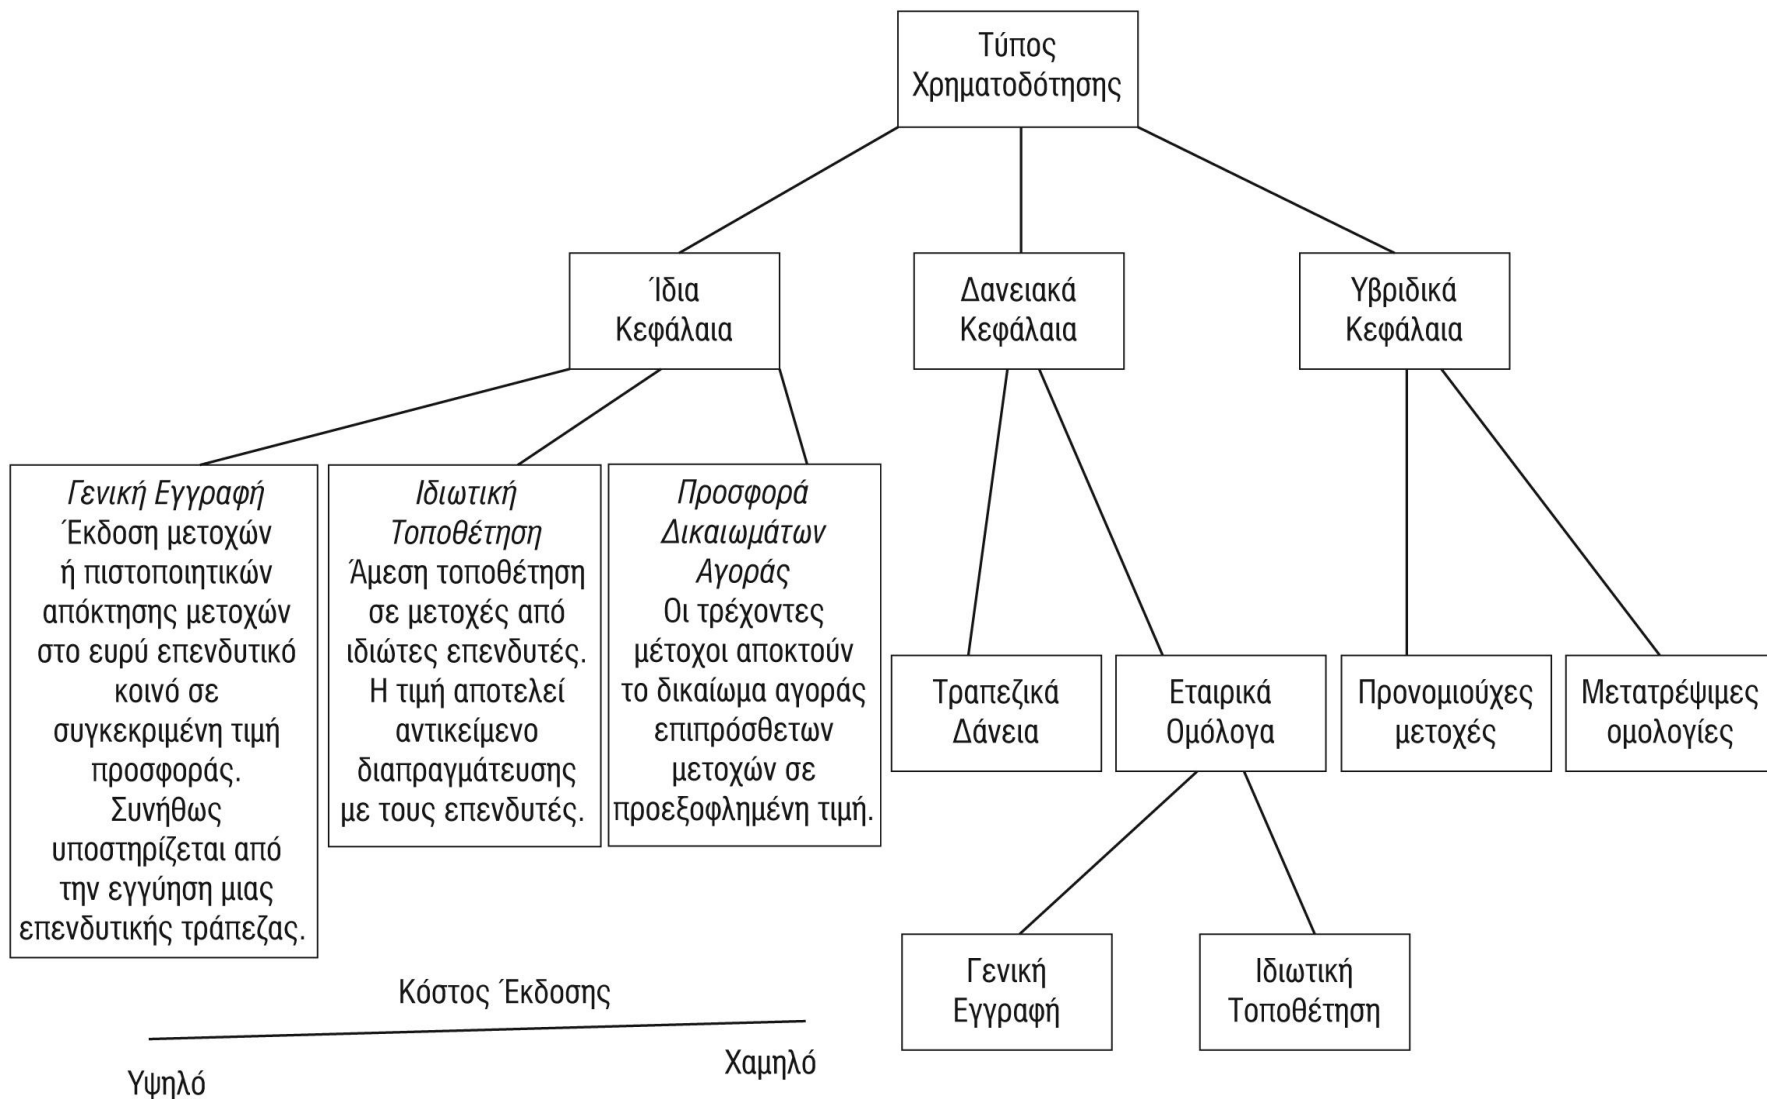 Τύπος
Χρηματοδότησης
Ίδια
Κεφάλαια
Δανειακά
Κεφάλαια
Υβριδικά
Κεφάλαια
Γενική Εγγραφή
Έκδοση μετοχών
ή πιστοποιητικών
απόκτησης μετοχών
στο ευρύ επενδυτικό
κοινό σε
συγκεκριμένη τιμή
προσφοράς.
Συνήθως
υποστηρίζεται από
την εγγύηση μιας
επενδυτικής τράπεζας.
Ιδιωτική
Τοποθέτηση
Άμεση τοποθέτηση
σε μετοχές από
ιδιώτες επενδυτές.
Η τιμή αποτελεί
αντικείμενο
διαπραγμάτευσης
με τους επενδυτές.
Προσφορά
Δικαιωμάτων
Αγοράς
Οι τρέχοντες
μέτοχοι αποκτούν
το δικαίωμα αγοράς
επιπρόσθετων
μετοχών σε
προεξοφλημένη τιμή.
Τραπεζικά
Δάνεια
Εταιρικά
Ομόλογα
Προνομιούχες
μετοχές
Μετατρέψιμες
ομολογίες
Γενική
Εγγραφή
Ιδιωτική
Τοποθέτηση
Κόστος Έκδοσης
Υψηλό
Χαμηλό